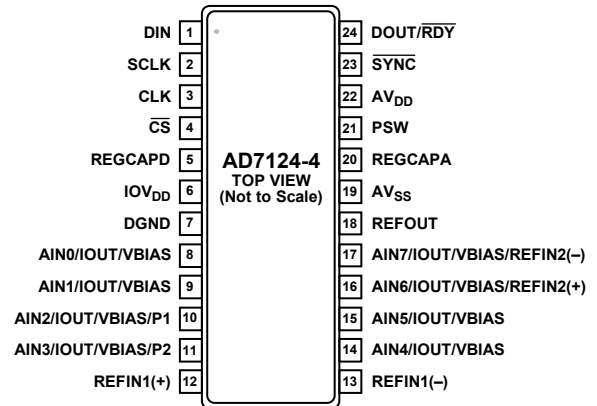 DIN 1
SCLK 2
CLK 3
C̅S̅ 4
REGCAPD 5
IOVDD 6
DGND 7
AIN0/IOUT/VBIAS 8
AIN1/IOUT/VBIAS 9
AIN2/IOUT/VBIAS/P1 10
AIN3/IOUT/VBIAS/P2 11
REFIN1(+) 12
AD7124-4
TOP VIEW
(Not to Scale)
24 DOUT/R̅D̅Y̅
23 S̅Y̅N̅C̅
22 AVDD
21 PSW
20 REGCAPA
19 AVSS
18 REFOUT
17 AIN7/IOUT/VBIAS/REFIN2(–)
16 AIN6/IOUT/VBIAS/REFIN2(+)
15 AIN5/IOUT/VBIAS
14 AIN4/IOUT/VBIAS
13 REFIN1(–)